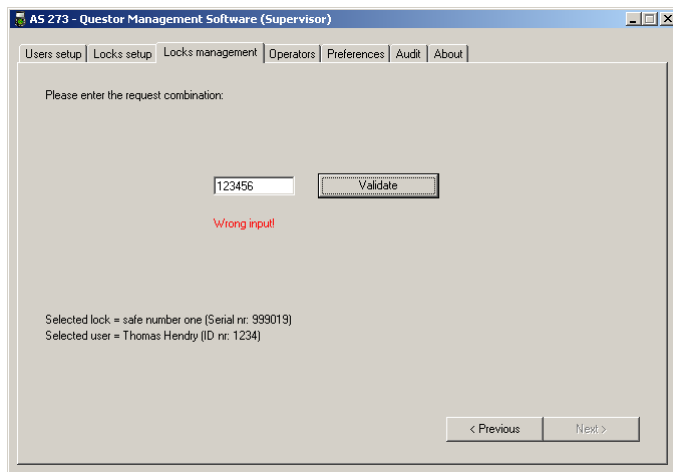 AS 273 - Questor Management Software (Supervisor)
Users setup Locks setup Locks management Operators Preferences Audit About
Please enter the request combination:
123456 Validate
Wrong input!
Selected lock = safe number one (Serial nr: 999019)
Selected user = Thomas Hendry (ID nr: 1234)
< Previous Next >